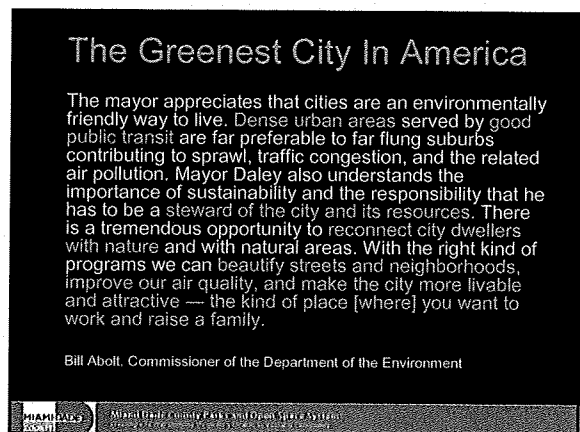 The Greenest City In America
The mayor appreciates that cities are an environmentally
friendly way to live. Dense urban areas served by good
public transit are far preferable to far flung suburbs
contributing to sprawl, traffic congestion, and the related
air pollution. Mayor Daley also understands the
importance of sustainability and the responsibility that he
has to be a steward of the city and its resources. There
is a tremendous opportunity to reconnect city dwellers
with nature and with natural areas. With the right kind of
programs we can beautify streets and neighborhoods,
improve our air quality, and make the city more livable
and attractive — the kind of place [where] you want to
work and raise a family.
Bill Abolt, Commissioner of the Department of the Environment
MIAMI-DADE
COUNTY
Miami-Dade County Parks and Open Space System